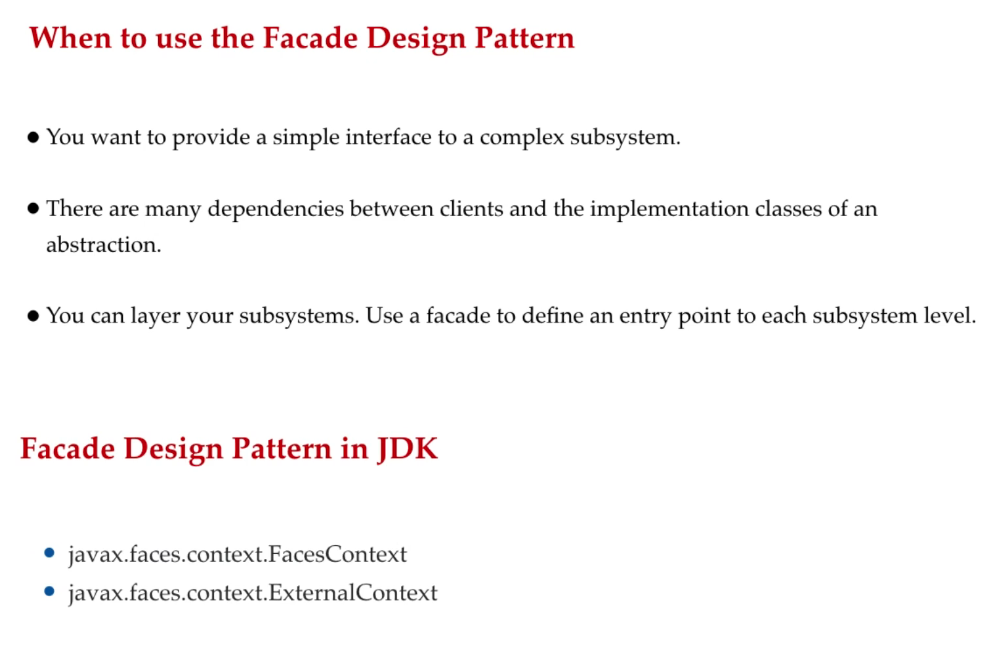 When to use the Facade Design Pattern
● You want to provide a simple interface to a complex subsystem.
● There are many dependencies between clients and the implementation classes of an
abstraction.
● You can layer your subsystems. Use a facade to define an entry point to each subsystem level.
Facade Design Pattern in JDK
● javax.faces.context.FacesContext
● javax.faces.context.ExternalContext